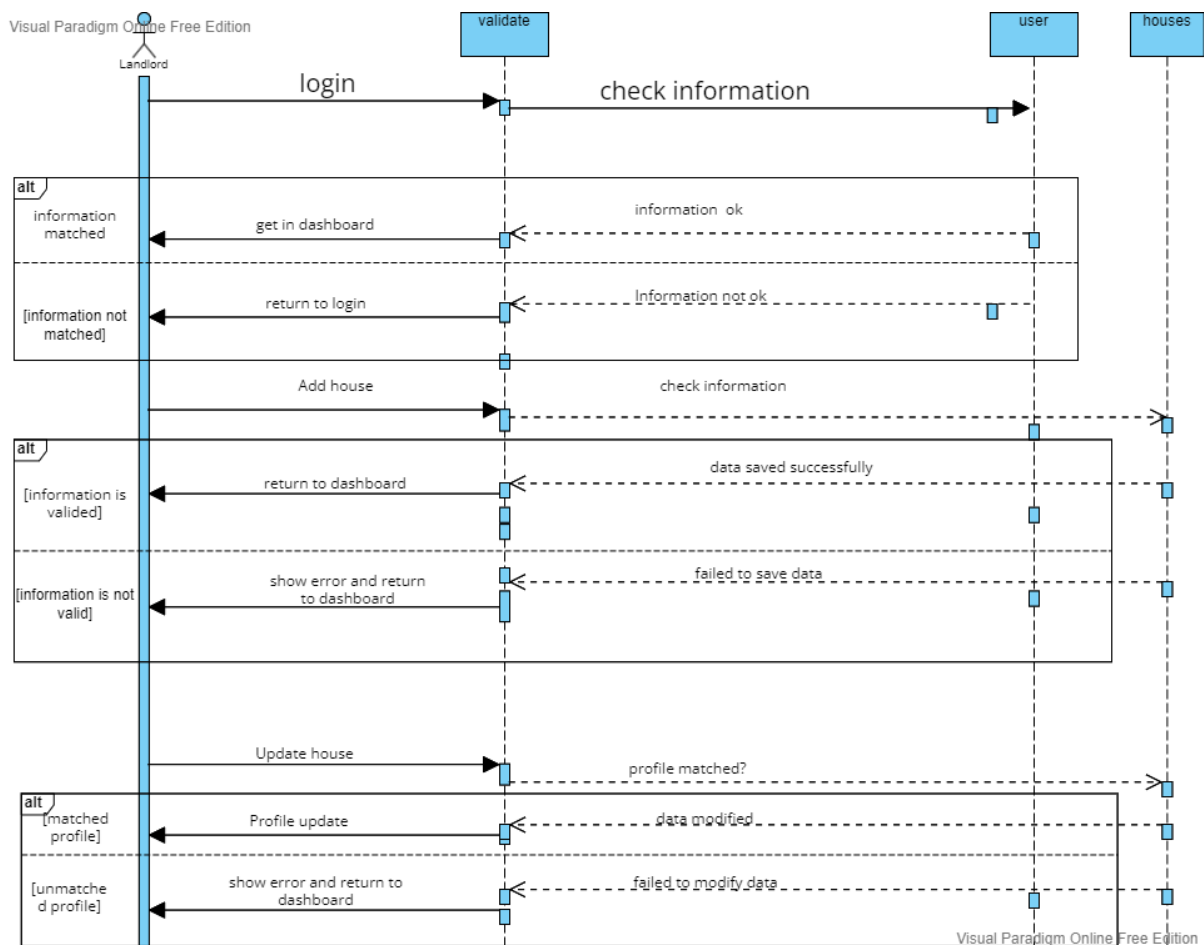 Visual Paradigm Online Free Edition
validate
user
houses
Landlord
login
check information
alt
information
matched
get in dashboard
information ok
[information not
matched]
return to login
Information not ok
Add house
check information
alt
[information is
valided]
return to dashboard
data saved successfully
[information is not
valid]
show error and return
to dashboard
failed to save data
Update house
profile matched?
alt
[matched
profile]
Profile update
data modified
[unmatche
d profile]
show error and return to
dashboard
failed to modify data
Visual Paradigm Online Free Edition